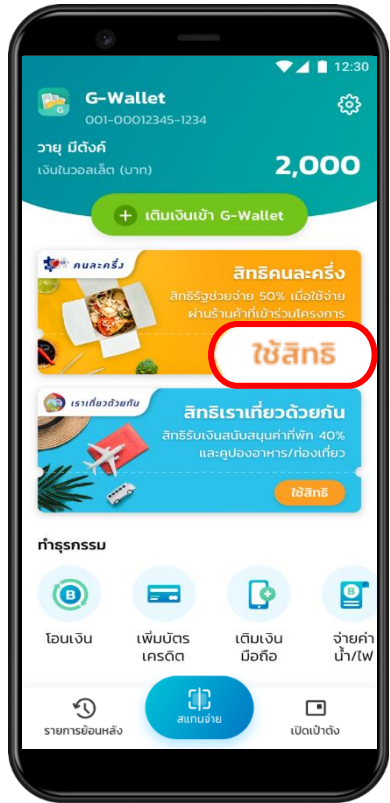 12:30
G-Wallet
001-00012345-1234
วายุ มีตังค์
เงินในวอลเล็ต (บาท)
2,000
เติมเงินเข้า G-Wallet
คนละครึ่ง
สิทธิคนละครึ่ง
สิทธิรัฐช่วยจ่าย 50% เมื่อใช้จ่าย
ผ่านร้านค้าที่เข้าร่วมโครงการ
ใช้สิทธิ
เราเที่ยวด้วยกัน
สิทธิเราเที่ยวด้วยกัน
สิทธิรับเงินสนับสนุนค่าที่พัก 40%
และคูปองอาหาร/ท่องเที่ยว
ใช้สิทธิ
ทำธุรกรรม
โอนเงิน
เพิ่มบัตร
เครดิต
เติมเงิน
มือถือ
จ่ายค่า
น้ำ/ไฟ
รายการย้อนหลัง
สแกนจ่าย
เปิดเป๋าตัง